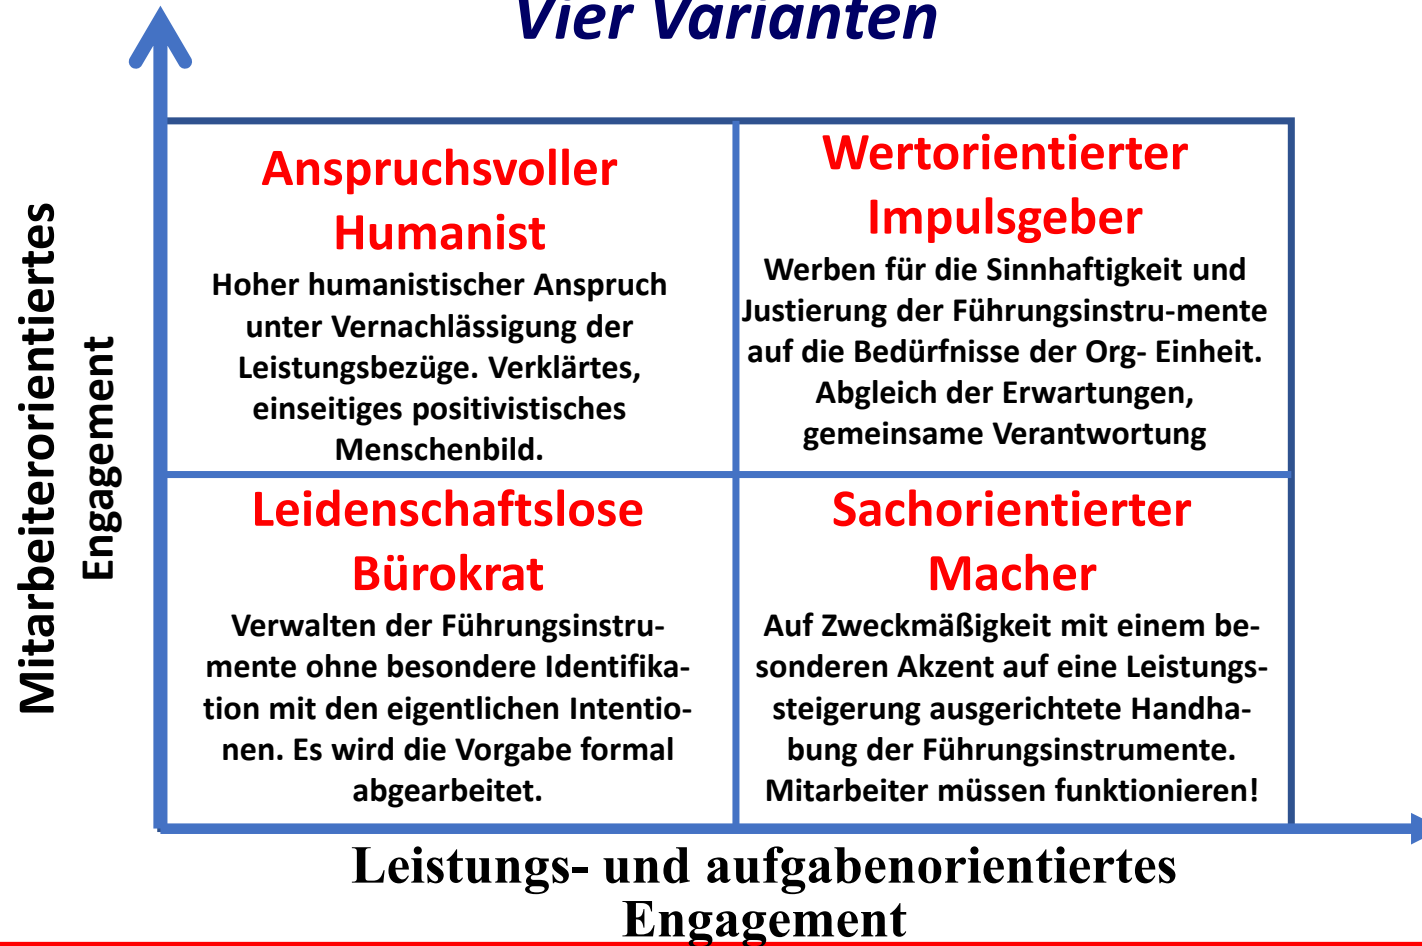 Vier Varianten
Mitarbeiterorientiertes
Engagement
Anspruchsvoller
Humanist
Hoher humanistischer Anspruch
unter Vernachlässigung der
Leistungsbezüge. Verklärtes,
einseitiges positivistisches
Menschenbild.
Wertorientierter
Impulsgeber
Werben für die Sinnhaftigkeit und
Justierung der Führungsinstru-mente
auf die Bedürfnisse der Org- Einheit.
Abgleich der Erwartungen,
gemeinsame Verantwortung
Leidenschaftslose
Bürokrat
Verwalten der Führungsinstru-
mente ohne besondere Identifika-
tion mit den eigentlichen Intentio-
nen. Es wird die Vorgabe formal
abgearbeitet.
Sachorientierter
Macher
Auf Zweckmäßigkeit mit einem be-
sonderen Akzent auf eine Leistungs-
steigerung ausgerichtete Handha-
bung der Führungsinstrumente.
Mitarbeiter müssen funktionieren!
Leistungs- und aufgabenorientiertes
Engagement